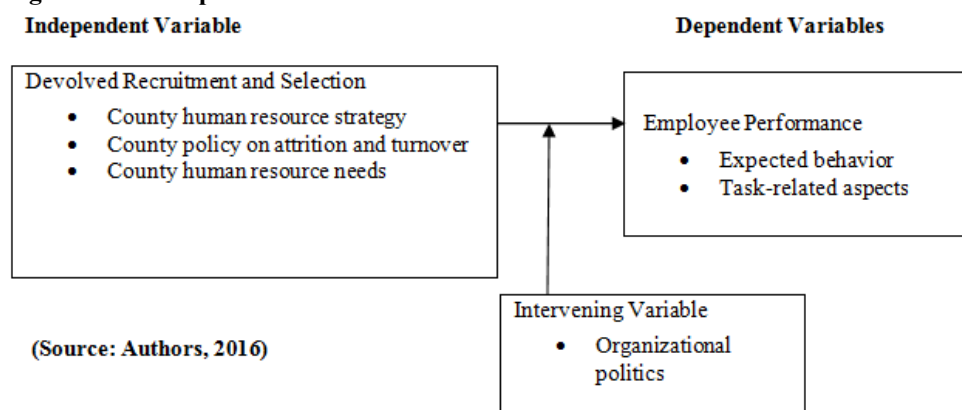 Independent Variable
Dependent Variables
Devolved Recruitment and Selection
• County human resource strategy
• County policy on attrition and turnover
• County human resource needs
Employee Performance
• Expected behavior
• Task-related aspects
Intervening Variable
• Organizational
politics
(Source: Authors, 2016)